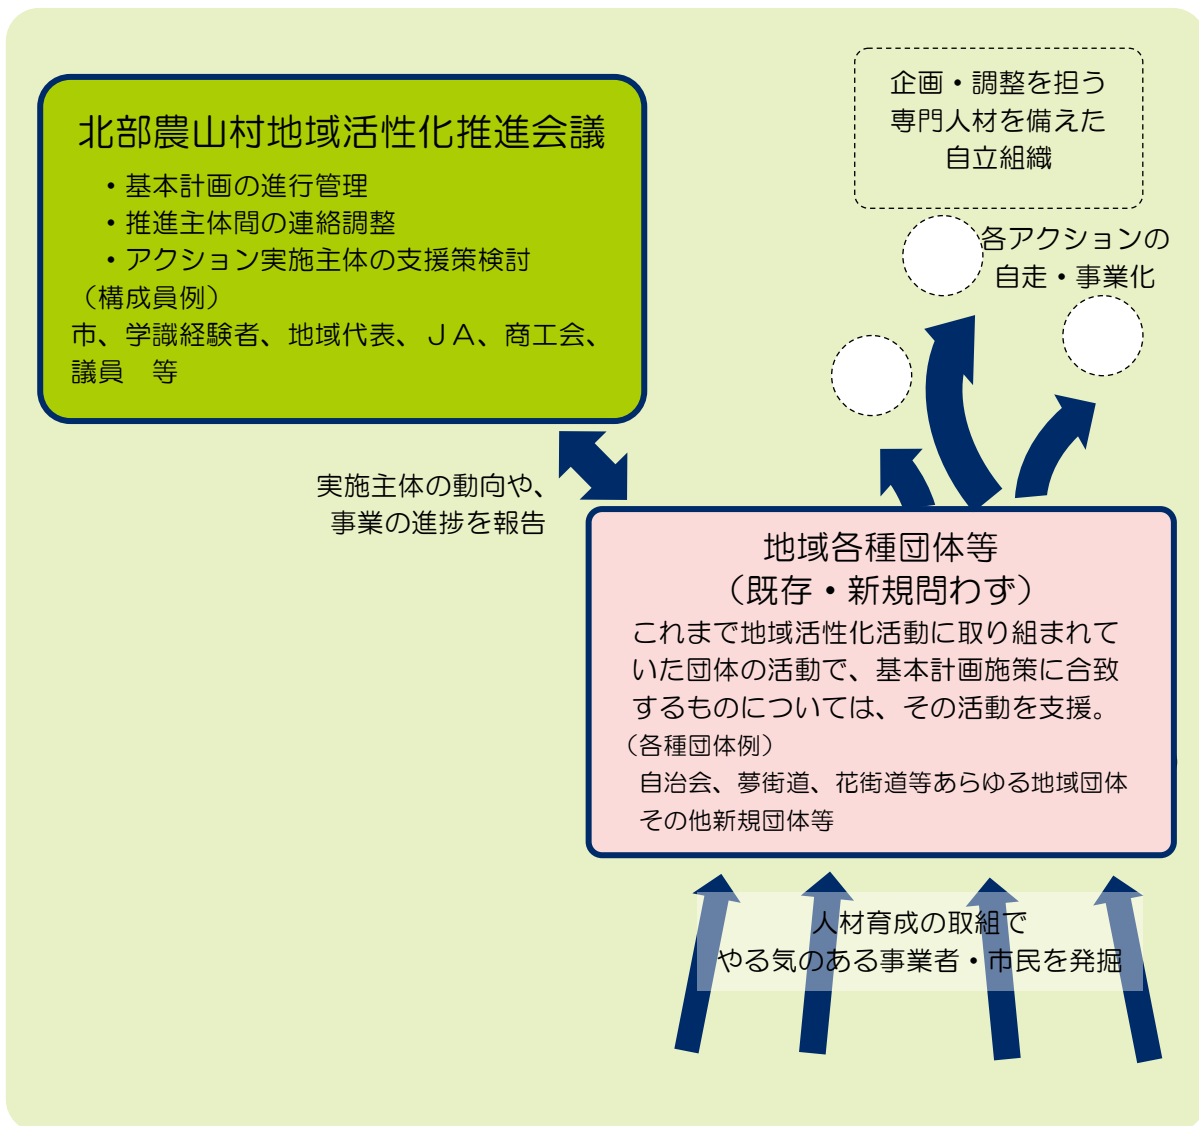 北部農山村地域活性化推進会議
・基本計画の進行管理
・推進主体間の連絡調整
・アクション実施主体の支援策検討
（構成員例）
市、学識経験者、地域代表、ＪＡ、商工会、
議員　等
企画・調整を担う
専門人材を備えた
自立組織
各アクションの
自走・事業化
実施主体の動向や、
事業の進捗を報告
地域各種団体等
（既存・新規問わず）
これまで地域活性化活動に取り組まれて
いた団体の活動で、基本計画施策に合致
するものについては、その活動を支援。
（各種団体例）
自治会、夢街道、花街道等あらゆる地域団体
その他新規団体等
人材育成の取組で
やる気のある事業者・市民を発掘